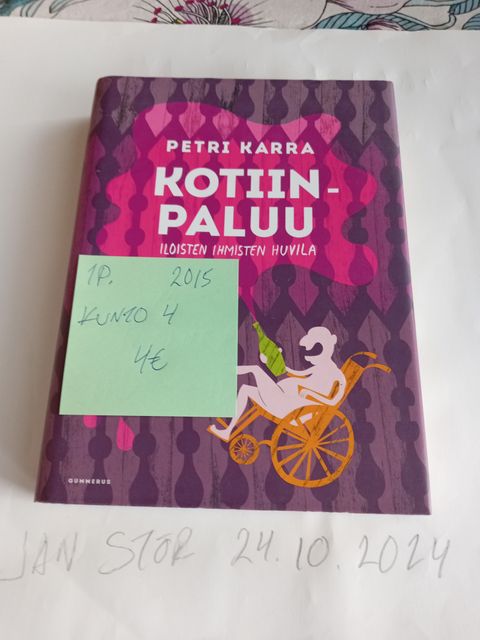 PETRI KARRA
KOTIIN-
PALUU
ILOISTEN IHMISTEN HUVILA
1P. 2015
KUNTO 4
4€
GUMMERUS
JAN STOR 24.10.2024